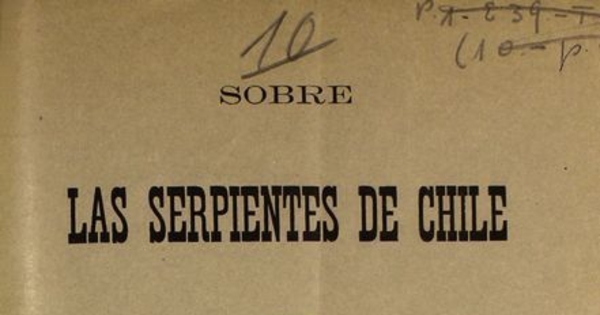 10
SOBRE
LAS SERPIENTES DE CHILE